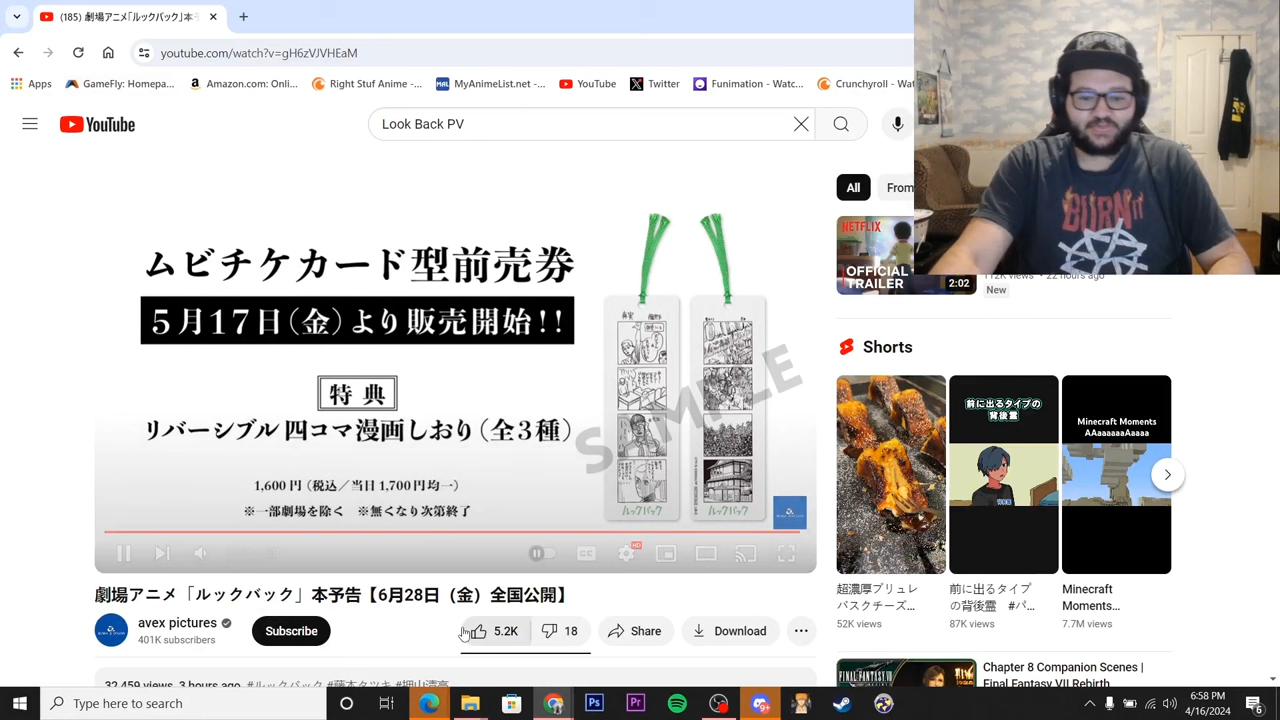 (185) 劇場アニメ「ルックバック」本予
youtube.com/watch?v=gH6zVJVHEaM
Apps
GameFly: Homepa...
Amazon.com: Onli...
Right Stuf Anime -...
MyAnimeList.net -...
YouTube
Twitter
Funimation - Watc...
Crunchyroll - Wat
YouTube
Look Back PV
All
From
BURN IT
ムビチケカード型前売券
5月17日(金)より販売開始!!
特典
リバーシブル 四コマ漫画しおり(全3種)
1,600円(税込/当日1,700円均一)
※一部劇場を除く ※無くなり次第終了
ルックバック
ルックバック
SAMPLE
HD
劇場アニメ「ルックバック」本予告【6月28日(金)全国公開】
avex pictures
401K subscribers
Subscribe
5.2K
18
Share
Download
NETFLIX
OFFICIAL
TRAILER
2:02
112K views • 22 hours ago
New
Shorts
前に出るタイプの
背後霊
Minecraft Moments
AAaaaaaaAaaaa
超濃厚ブリュレ
バスクチーズ...
52K views
前に出るタイプ
の背後霊 #パ...
87K views
Minecraft
Moments...
7.7M views
Chapter 8 Companion Scenes |
Final Fantasy VII Rebirth
Type here to search
6:58 PM
4/16/2024
6